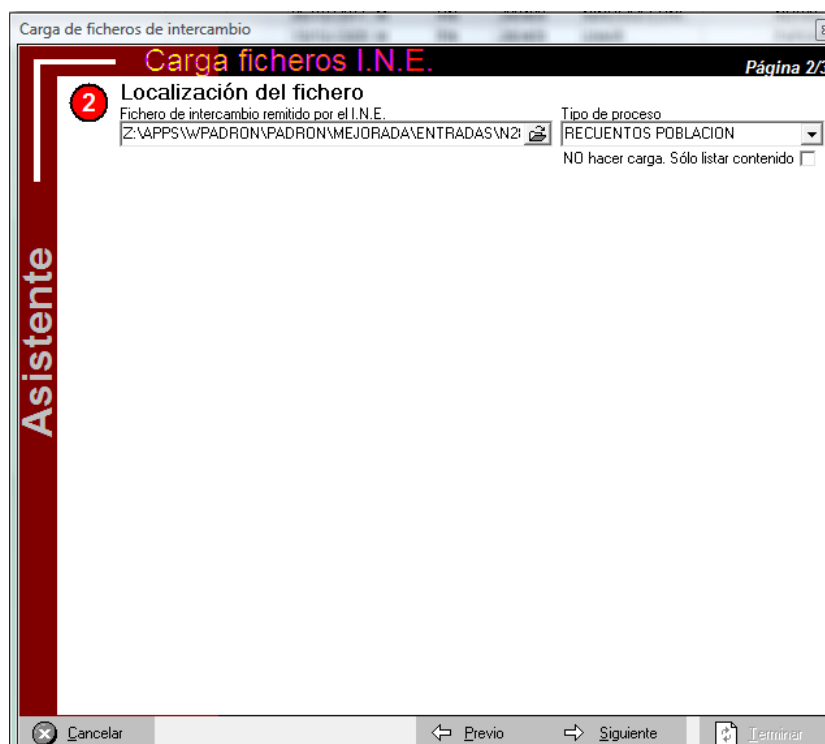 Carga de ficheros de intercambio
Carga ficheros I.N.E.
Página 2/3
2
Localización del fichero
Fichero de intercambio remitido por el I.N.E.
Tipo de proceso
Z:\APPS\WPADRON\PADRON\MEJORADA\ENTRADAS\N2
RECUENTOS POBLACION
NO hacer carga. Sólo listar contenido
Asistente
Cancelar
Previo
Siguiente
Terminar